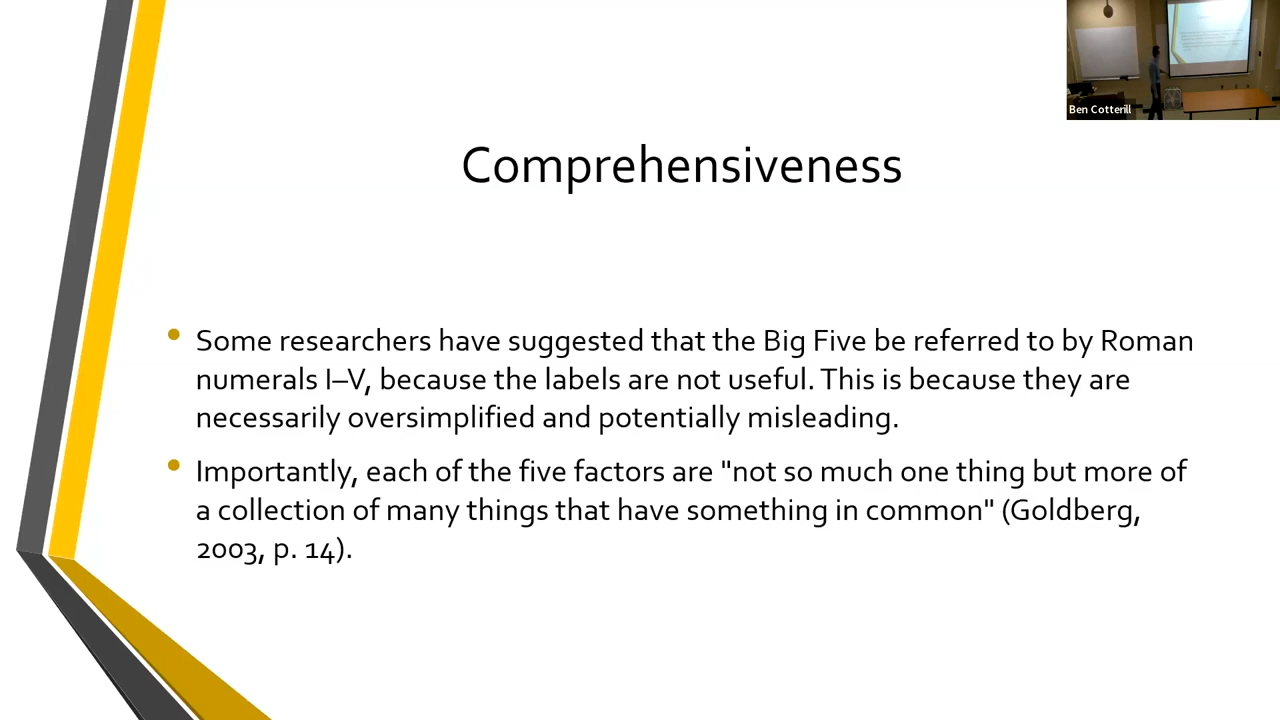 Ben Cotterill
Comprehensiveness
Some researchers have suggested that the Big Five be referred to by Roman
numerals I–V, because the labels are not useful. This is because they are
necessarily oversimplified and potentially misleading.
Importantly, each of the five factors are "not so much one thing but more of
a collection of many things that have something in common" (Goldberg,
2003, p. 14).